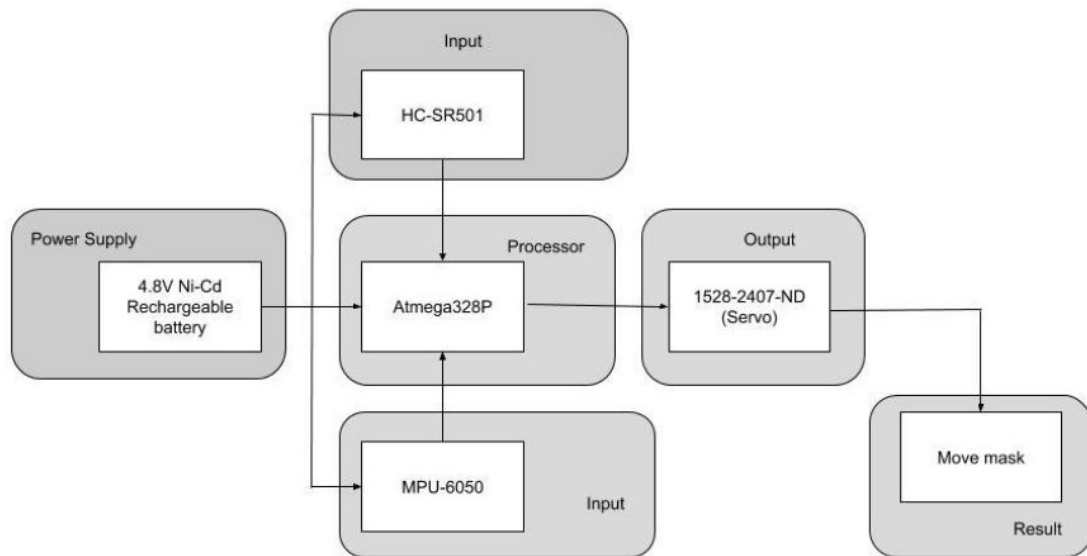 Input
HC-SR501
Power Supply
4.8V Ni-Cd
Rechargeable
battery
Processor
Atmega328P
Output
1528-2407-ND
(Servo)
MPU-6050
Input
Move mask
Result